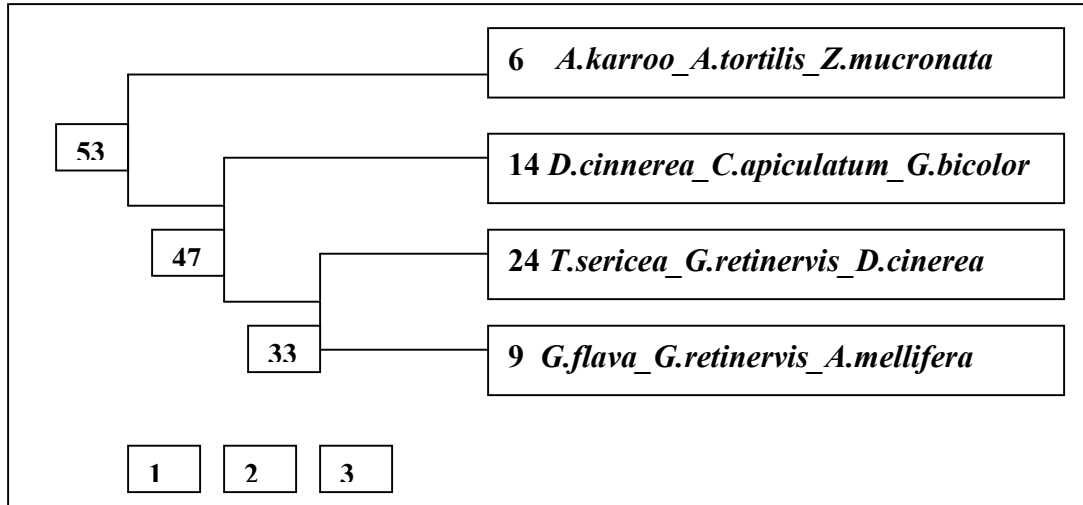 6 A.karroo_A.tortilis_Z.mucronata
53
14 D.cinnerea_C.apiculatum_G.bicolor
47
24 T.sericea_G.retinervis_D.cinerea
33
9 G.flava_G.retinervis_A.mellifera
1 2 3